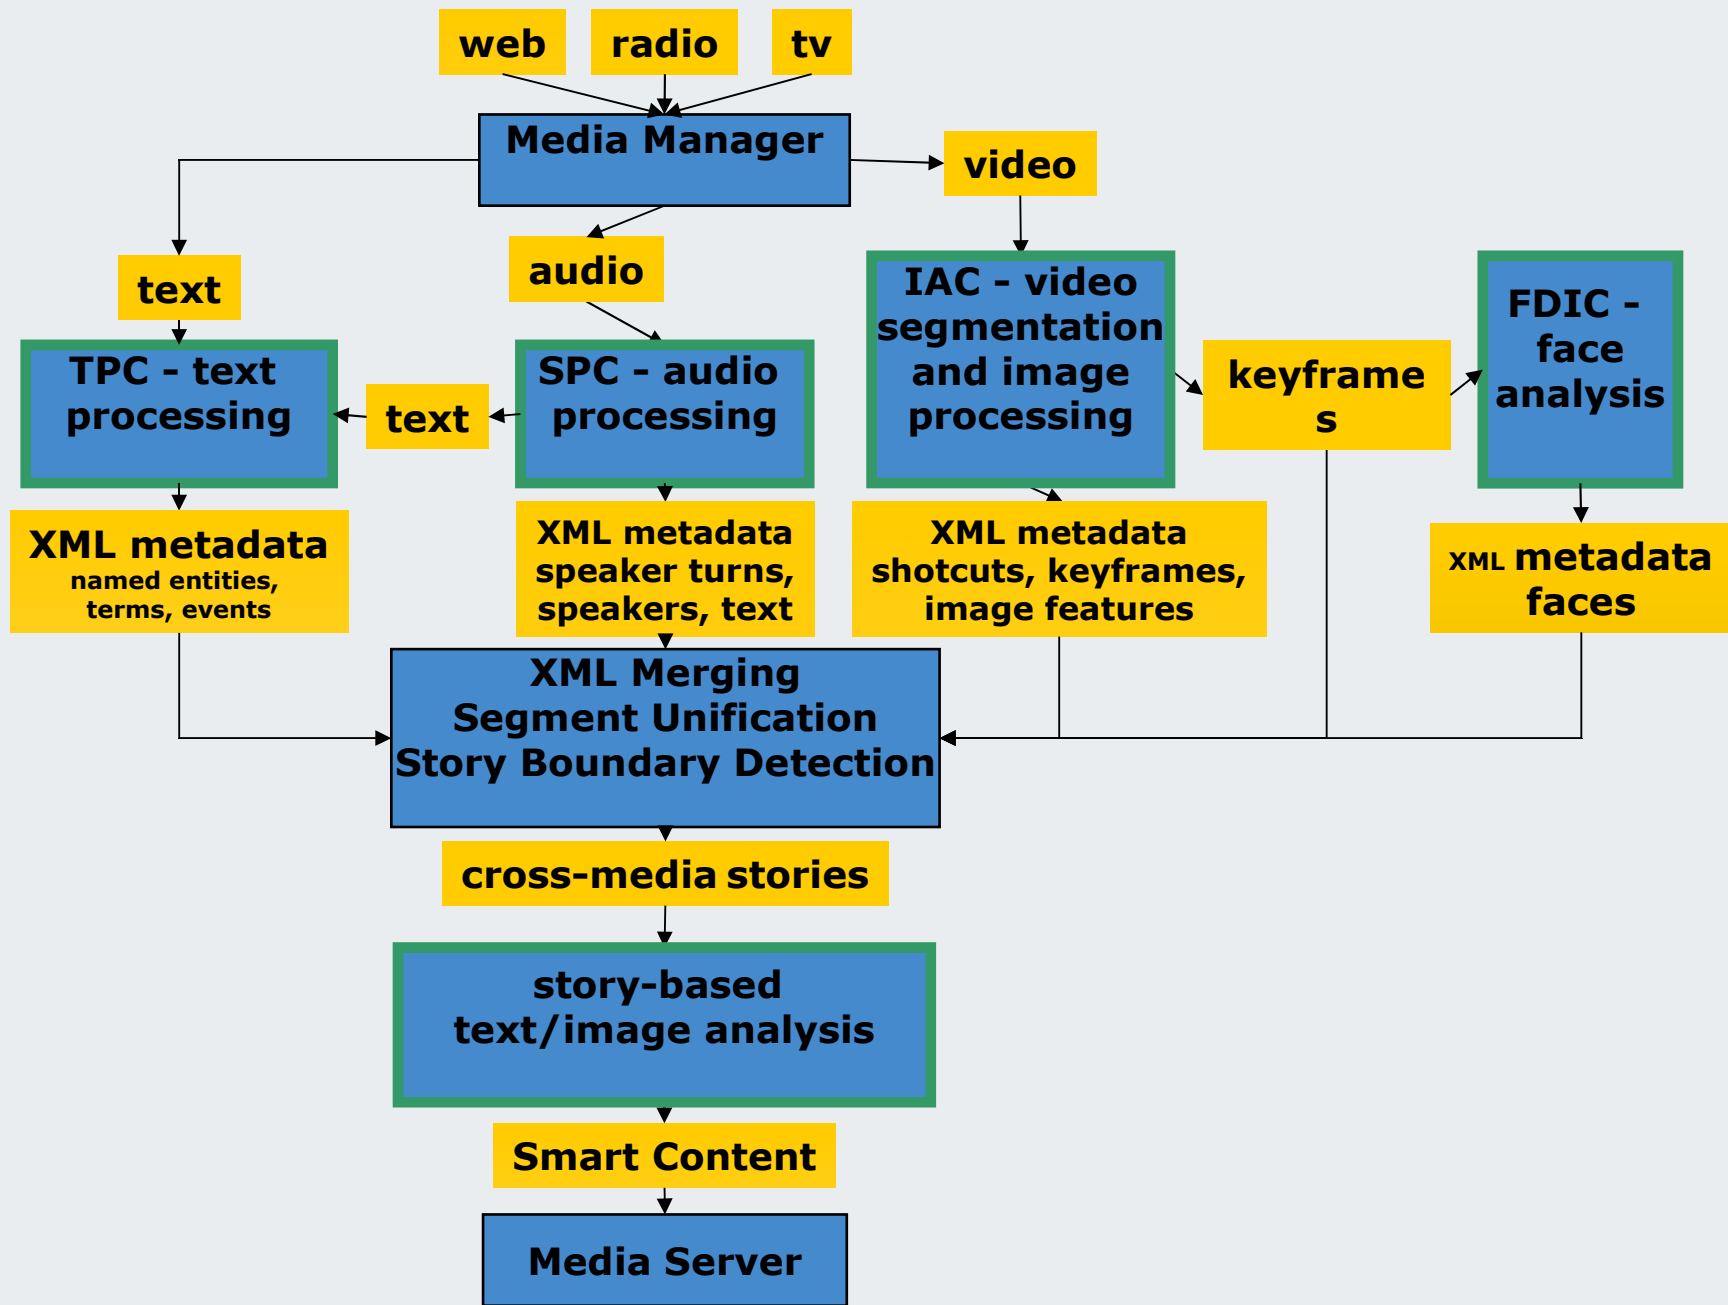 web
radio
tv
Media Manager
video
text
audio
IAC - video
segmentation
and image
processing
FDIC -
face
analysis
TPC - text
processing
text
SPC - audio
processing
keyframe
s
XML metadata
named entities,
terms, events
XML metadata
speaker turns,
speakers, text
XML metadata
shotcuts, keyframes,
image features
XML metadata
faces
XML Merging
Segment Unification
Story Boundary Detection
cross-media stories
story-based
text/image analysis
Smart Content
Media Server